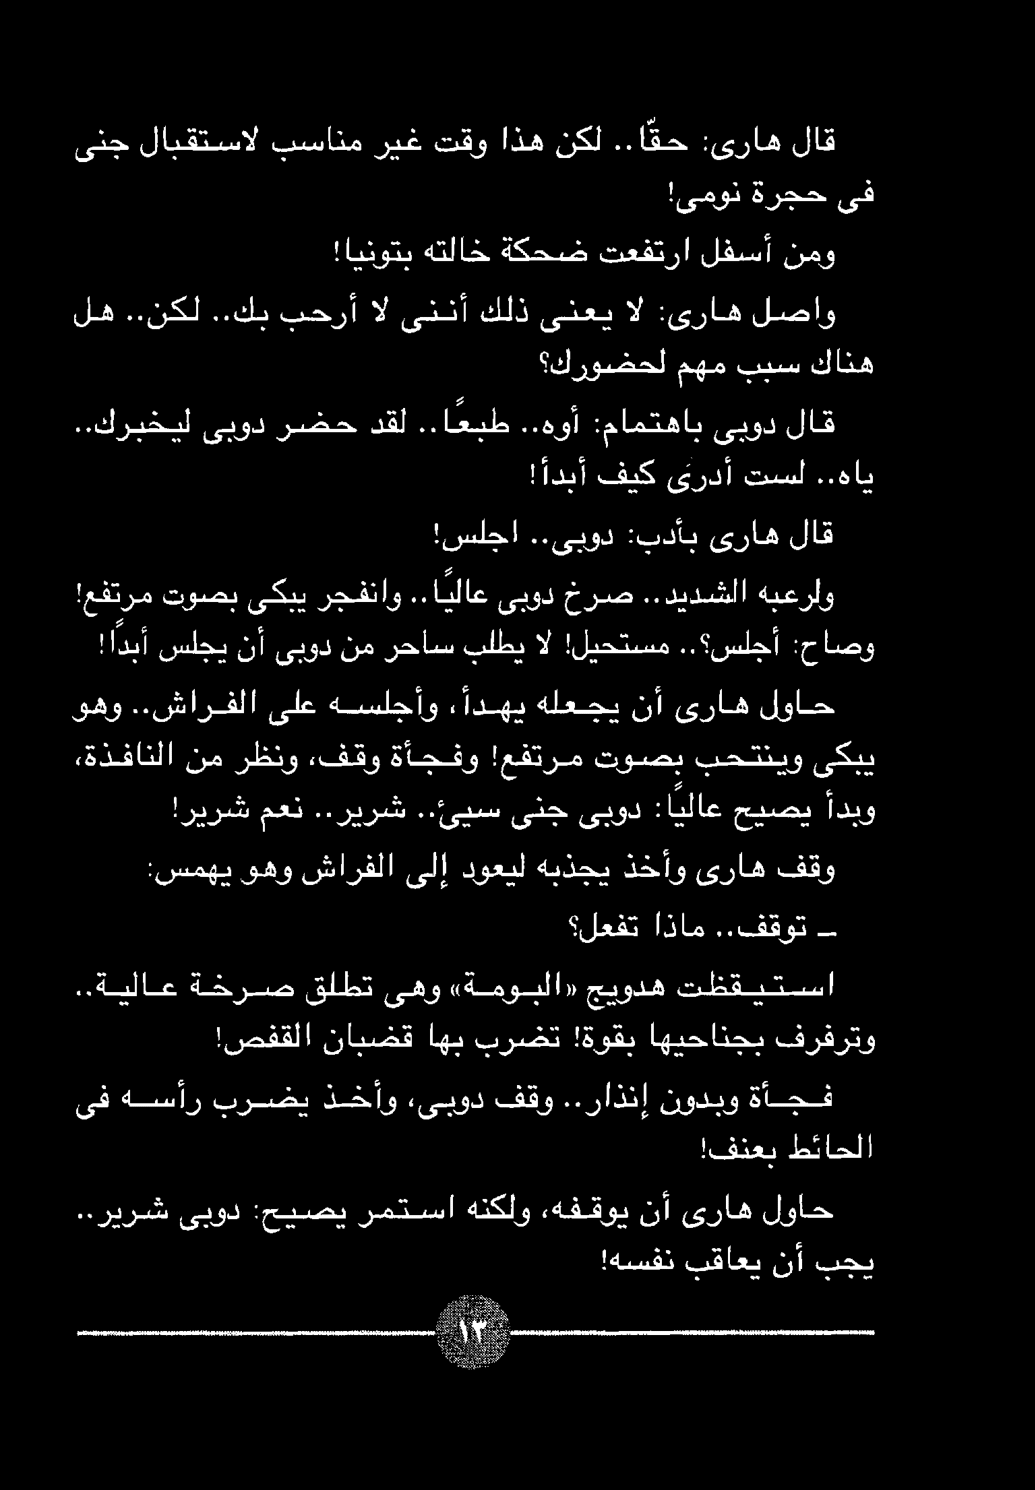 قال هارى: حقّا.. لكن هذا وقت غير مناسب لاستقبال جنى
فى حجرة نومى!
ومن أسفل ارتفعت ضحكة خالته بتونيا!
واصل هارى: لا يعنى ذلك أننى لا أرحب بك.. لكن.. هل
هناك سبب مهم لحضورك؟
قال دوبى باهتمام: أوه.. طبعًا.. لقد حضر دوبى ليخبرك..
ياه.. لست أدرى كيف أبدأ!
قال هارى بأدب: دوبى.. اجلس!
ولرعبه الشديد.. صرخ دوبى عاليًا.. وانفجر يبكى بصوت مرتفع!
وصاح: أجلس؟.. مستحيل! لا يطلب ساحر من دوبى أن يجلس أبدًا!
حاول هارى أن يجعله يهدأ، وأجلسه على الفراش.. وهو
يبكى وينتحب بصوت مرتفع! وفجأة وقف، ونظر من النافذة،
وبدأ يصيح عاليًا: دوبى جنى سيئ.. شرير.. نعم شرير!
وقف هارى وأخذ يجذبه ليعود إلى الفراش وهو يهمس:
ـ توقف.. ماذا تفعل؟
استيقظت هدويج «البومة» وهى تطلق صرخة عالية..
وترفرف بجناحيها بقوة! تضرب بها قضبان القفص!
فجأة وبدون إنذار.. وقف دوبى، وأخذ يضرب رأسه فى
الحائط بعنف!
حاول هارى أن يوقفه، ولكنه استمر يصيح: دوبى شرير..
يجب أن يعاقب نفسه!
١٣